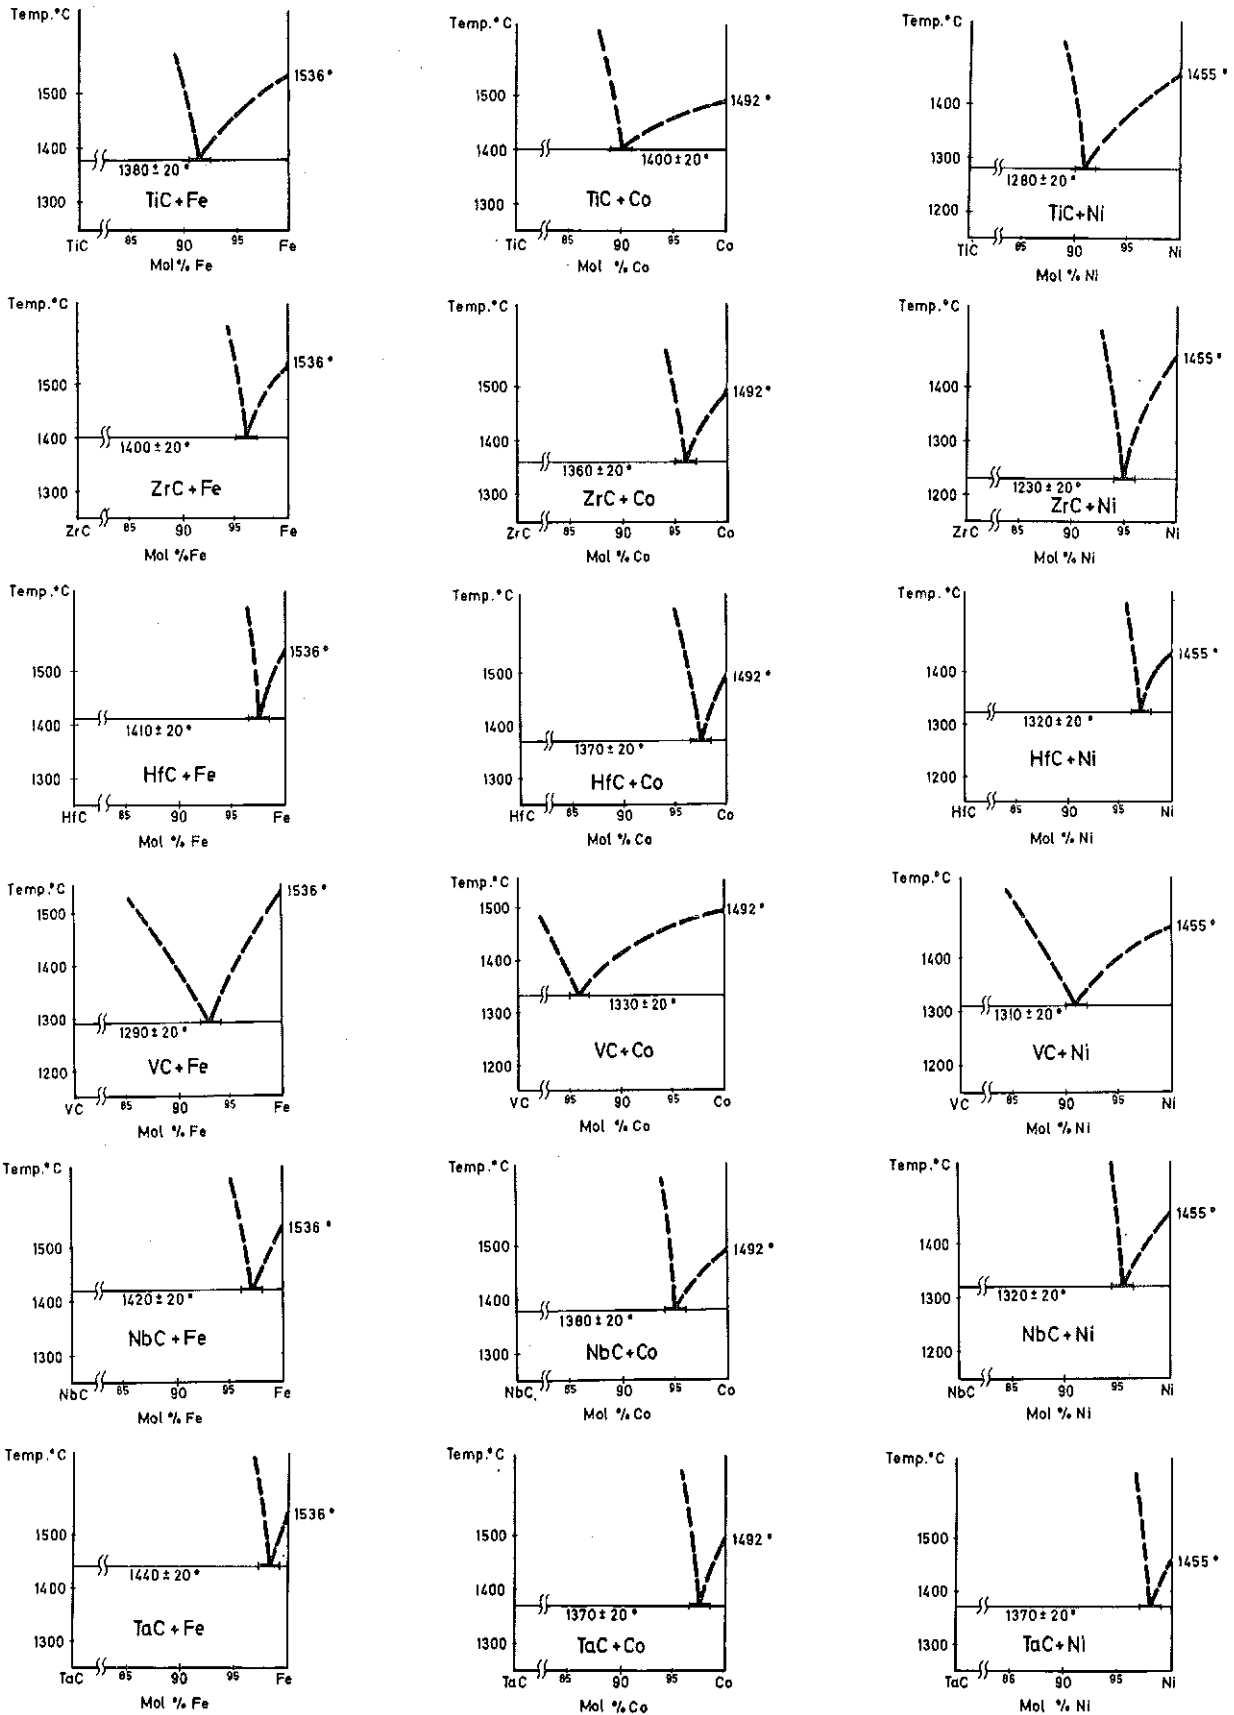 Temp.°C
1500
1400
1300
1536°
1380 ± 20°
TiC + Fe
TiC 85 90 95 Fe
Mol % Fe
Temp.°C
1500
1400
1300
1492°
1400 ± 20°
TiC + Co
TiC 85 90 95 Co
Mol % Co
Temp.°C
1400
1300
1200
1455°
1280 ± 20°
TiC + Ni
TiC 85 90 95 Ni
Mol % Ni
Temp.°C
1500
1400
1300
1536°
1400 ± 20°
ZrC + Fe
ZrC 85 90 95 Fe
Mol % Fe
Temp.°C
1500
1400
1300
1492°
1360 ± 20°
ZrC + Co
ZrC 85 90 95 Co
Mol % Co
Temp.°C
1400
1300
1200
1455°
1230 ± 20°
ZrC + Ni
ZrC 85 90 95 Ni
Mol % Ni
Temp.°C
1500
1400
1300
1536°
1410 ± 20°
HfC + Fe
HfC 85 90 95 Fe
Mol % Fe
Temp.°C
1500
1400
1300
1492°
1370 ± 20°
HfC + Co
HfC 85 90 95 Co
Mol % Co
Temp.°C
1400
1300
1200
1455°
1320 ± 20°
HfC + Ni
HfC 85 90 95 Ni
Mol % Ni
Temp.°C
1500
1400
1300
1200
1536°
1290 ± 20°
VC + Fe
VC 85 90 95 Fe
Mol % Fe
Temp.°C
1500
1400
1300
1200
1492°
1330 ± 20°
VC + Co
VC 85 90 95 Co
Mol % Co
Temp.°C
1400
1300
1200
1455°
1310 ± 20°
VC + Ni
VC 85 90 95 Ni
Mol % Ni
Temp.°C
1500
1400
1300
1536°
1420 ± 20°
NbC + Fe
NbC 85 90 95 Fe
Mol % Fe
Temp.°C
1500
1400
1300
1492°
1380 ± 20°
NbC + Co
NbC 85 90 95 Co
Mol % Co
Temp.°C
1400
1300
1200
1455°
1320 ± 20°
NbC + Ni
NbC 85 90 95 Ni
Mol % Ni
Temp.°C
1500
1400
1300
1536°
1440 ± 20°
TaC + Fe
TaC 85 90 95 Fe
Mol % Fe
Temp.°C
1500
1400
1300
1492°
1370 ± 20°
TaC + Co
TaC 85 90 95 Co
Mol % Co
Temp.°C
1500
1400
1300
1455°
1370 ± 20°
TaC + Ni
TaC 85 90 95 Ni
Mol % Ni